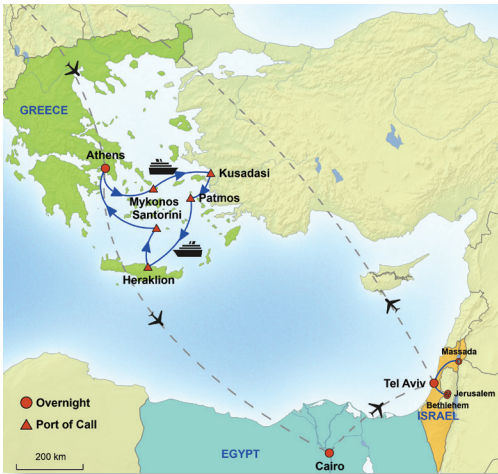 GREECE
Athens
Kusadasi
Mykonos
Patmos
Santorini
Heraklion
Massada
Tel Aviv
Jerusalem
Bethlehem
ISRAEL
Overnight
Port of Call
200 km
EGYPT
Cairo